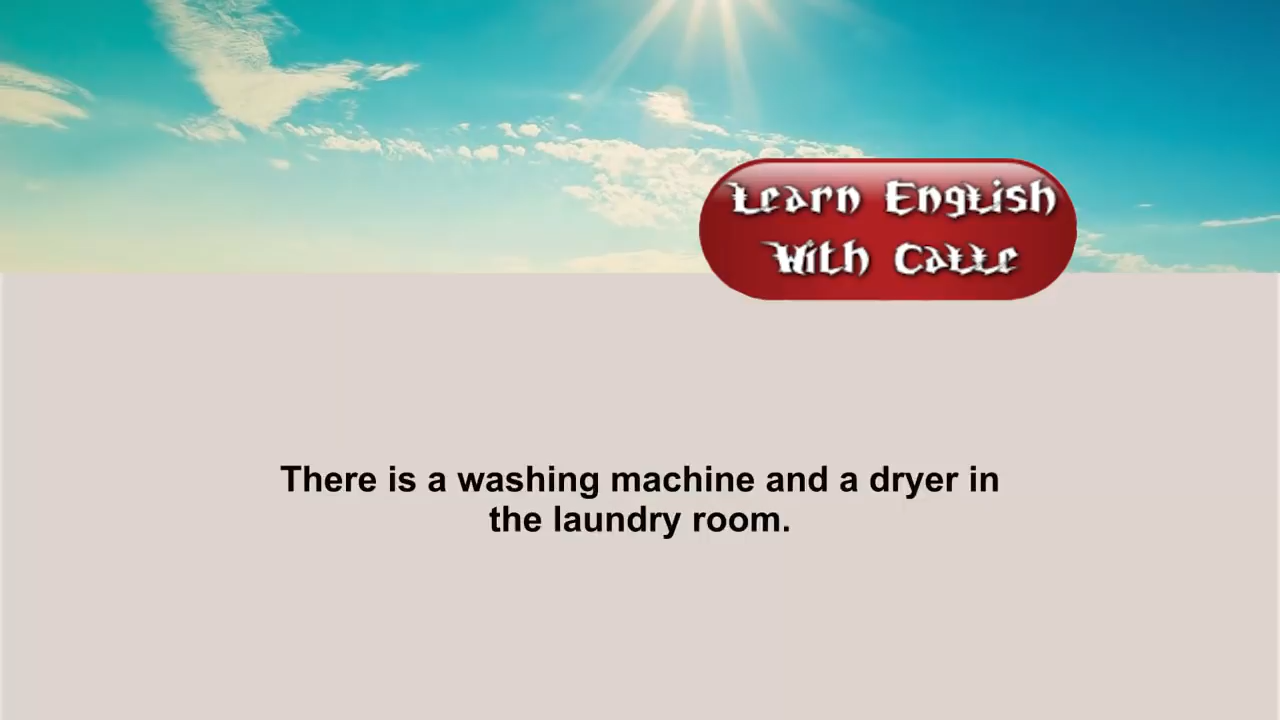 Learn English
With Calle
There is a washing machine and a dryer in
the laundry room.